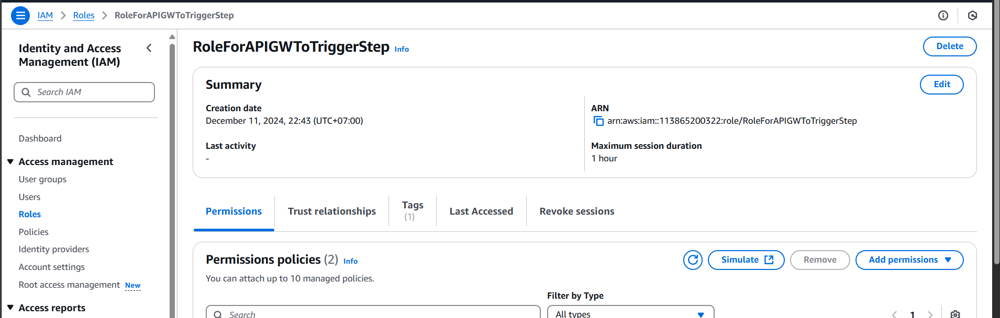 IAM > Roles > RoleForAPIGWToTriggerStep
Identity and Access
Management (IAM)
Search IAM
Dashboard
Access management
User groups
Users
Roles
Policies
Identity providers
Account settings
Root access management New
Access reports
RoleForAPIGWToTriggerStep Info
Delete
Summary
Edit
Creation date
December 11, 2024, 22:43 (UTC+07:00)
ARN
arn:aws:iam::113865200322:role/RoleForAPIGWToTriggerStep
Last activity
-
Maximum session duration
1 hour
Permissions
Trust relationships
Tags
(1)
Last Accessed
Revoke sessions
Permissions policies (2) Info
Simulate
Remove
Add permissions
You can attach up to 10 managed policies.
Filter by Type
Search
All types
1